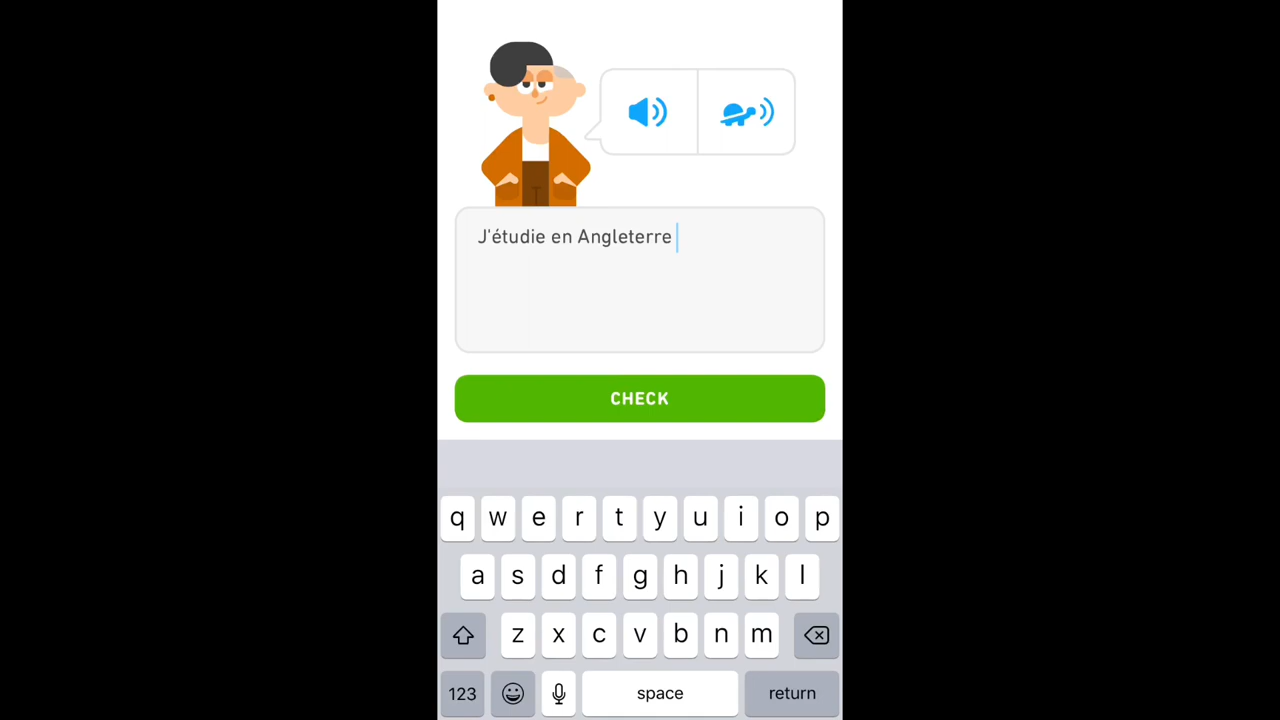 J'étudie en Angleterre
CHECK
q w e r t y u i o p
a s d f g h j k l
z x c v b n m
123 space return